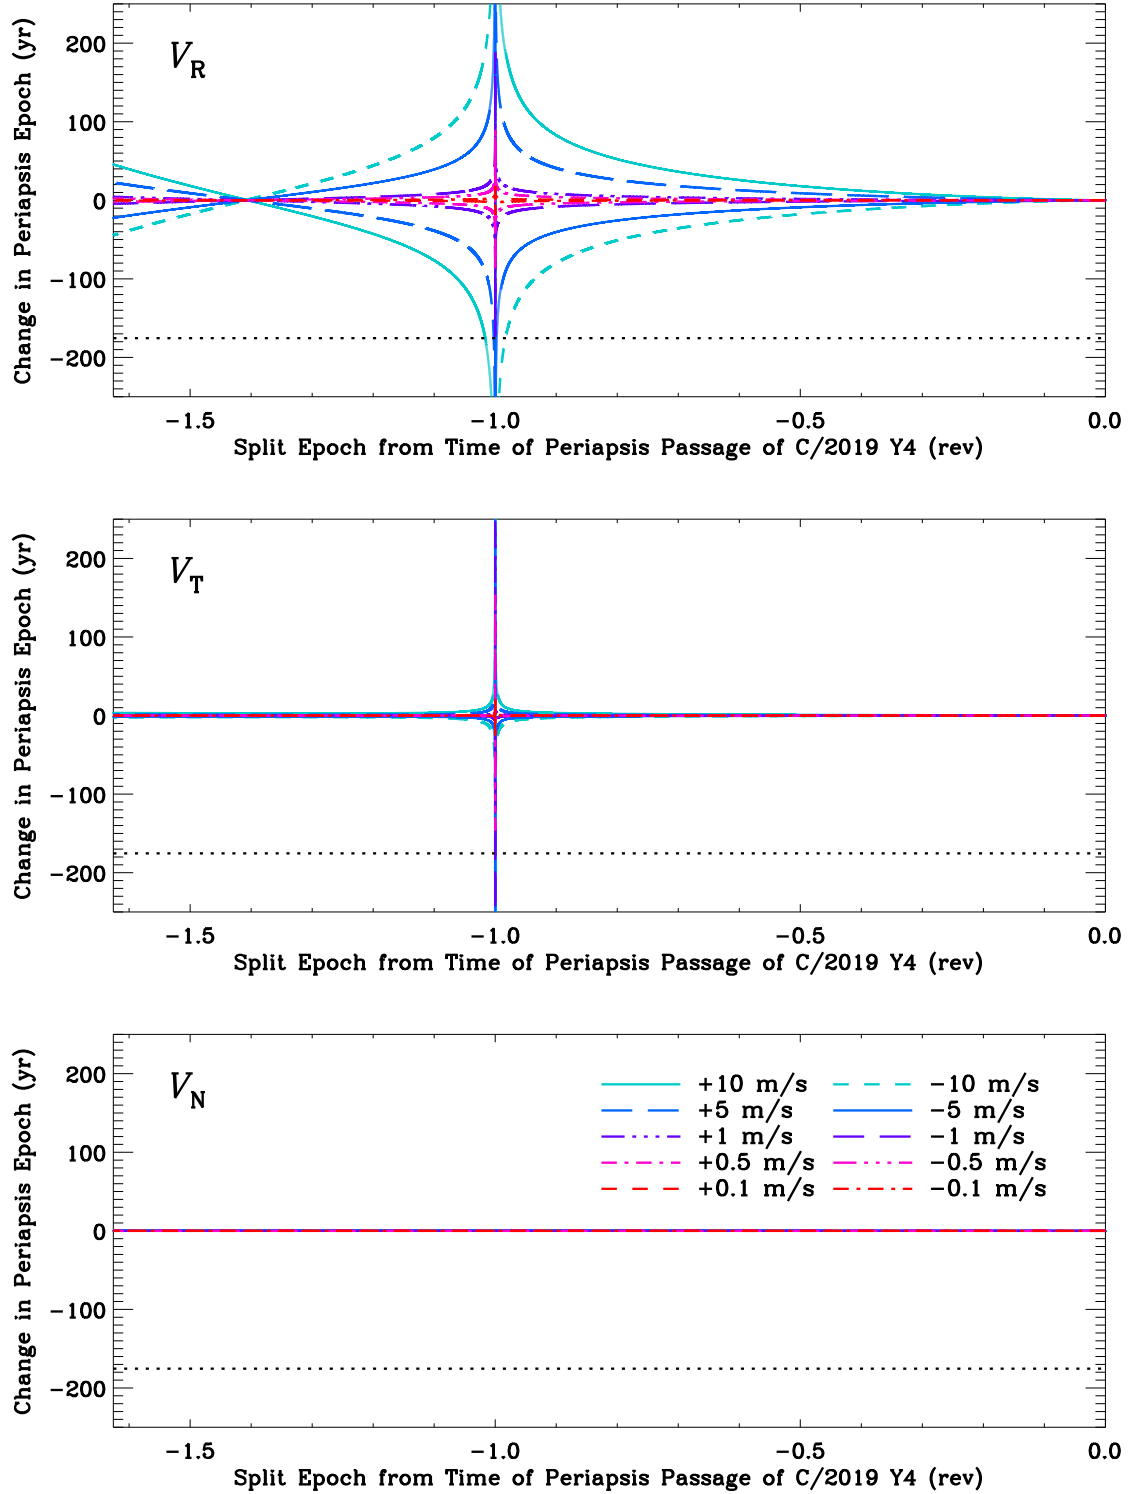 Change in Periapsis Epoch (yr)
V_R
200
100
0
−100
−200
−1.5 −1.0 −0.5 0.0
Split Epoch from Time of Periapsis Passage of C/2019 Y4 (rev)
Change in Periapsis Epoch (yr)
V_T
200
100
0
−100
−200
−1.5 −1.0 −0.5 0.0
Split Epoch from Time of Periapsis Passage of C/2019 Y4 (rev)
Change in Periapsis Epoch (yr)
V_N
200
100
0
−100
−200
+10 m/s −10 m/s
+5 m/s −5 m/s
+1 m/s −1 m/s
+0.5 m/s −0.5 m/s
+0.1 m/s −0.1 m/s
−1.5 −1.0 −0.5 0.0
Split Epoch from Time of Periapsis Passage of C/2019 Y4 (rev)